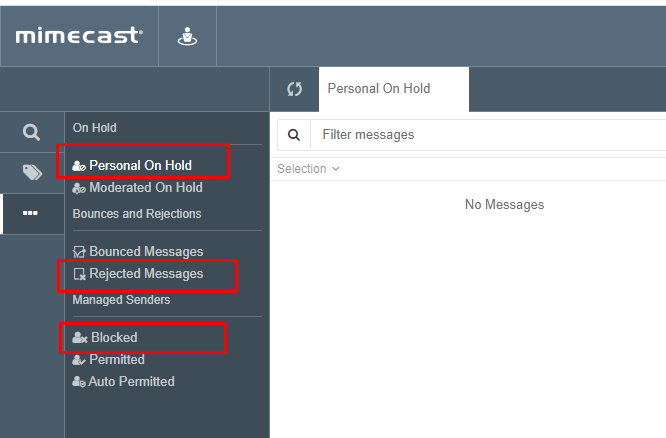 mimecast
Personal On Hold
On Hold
Filter messages
Personal On Hold
Selection
Moderated On Hold
No Messages
Bounces and Rejections
Bounced Messages
Rejected Messages
Managed Senders
Blocked
Permitted
Auto Permitted